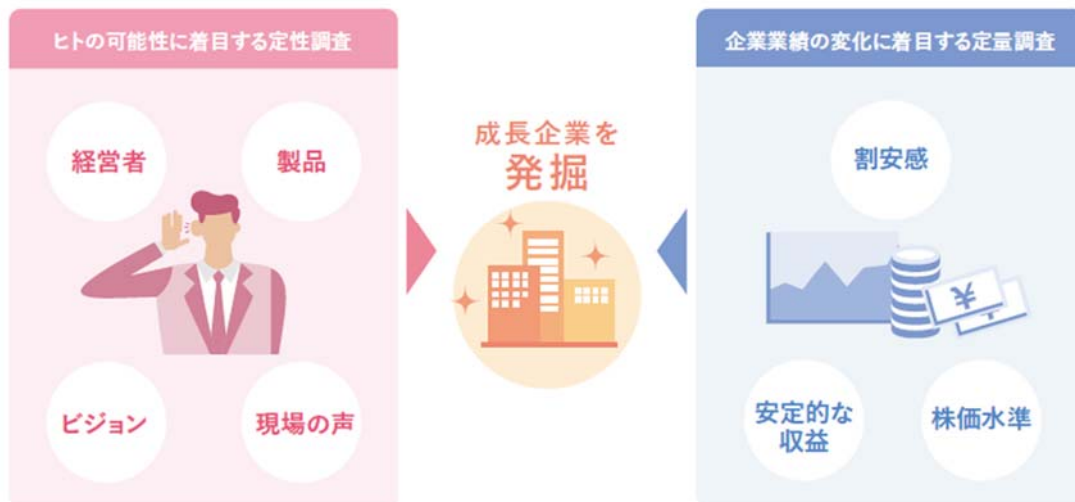 ヒトの可能性に着目する定性調査
経営者
製品
ビジョン
現場の声
成長企業を
発掘
企業業績の変化に着目する定量調査
割安感
安定的な
収益
株価水準